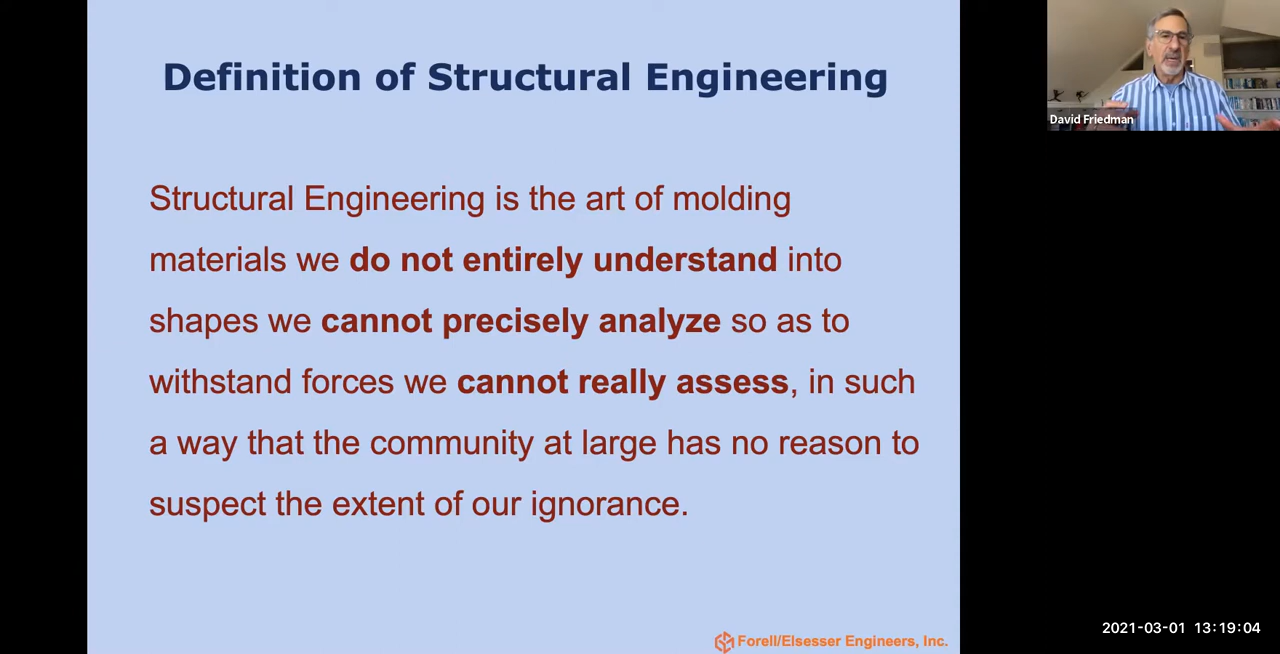 Definition of Structural Engineering
Structural Engineering is the art of molding
materials we do not entirely understand into
shapes we cannot precisely analyze so as to
withstand forces we cannot really assess, in such
a way that the community at large has no reason to
suspect the extent of our ignorance.
Forell/Elsesser Engineers, Inc.
David Friedman
2021-03-01 13:19:04